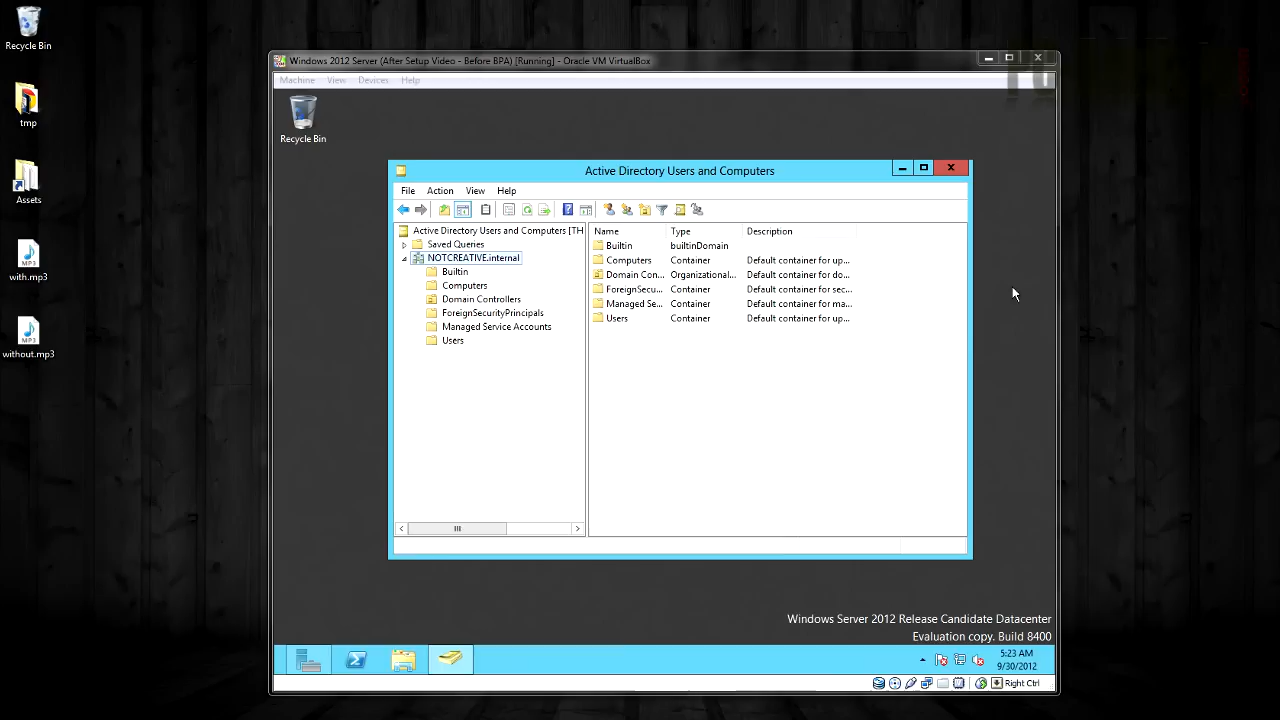 Recycle Bin
tmp
Assets
with.mp3
without.mp3
Windows 2012 Server (After Setup Video - Before BPA) [Running] - Oracle VM VirtualBox
Machine View Devices Help
Recycle Bin
Active Directory Users and Computers
File Action View Help
Active Directory Users and Computers [TH
Saved Queries
NOTCREATIVE.internal
Builtin
Computers
Domain Controllers
ForeignSecurityPrincipals
Managed Service Accounts
Users
Name Type Description
Builtin builtinDomain
Computers Container Default container for up...
Domain Con... Organizational... Default container for do...
ForeignSecu... Container Default container for sec...
Managed Se... Container Default container for ma...
Users Container Default container for up...
Windows Server 2012 Release Candidate Datacenter
Evaluation copy. Build 8400
5:23 AM
9/30/2012
Right Ctrl